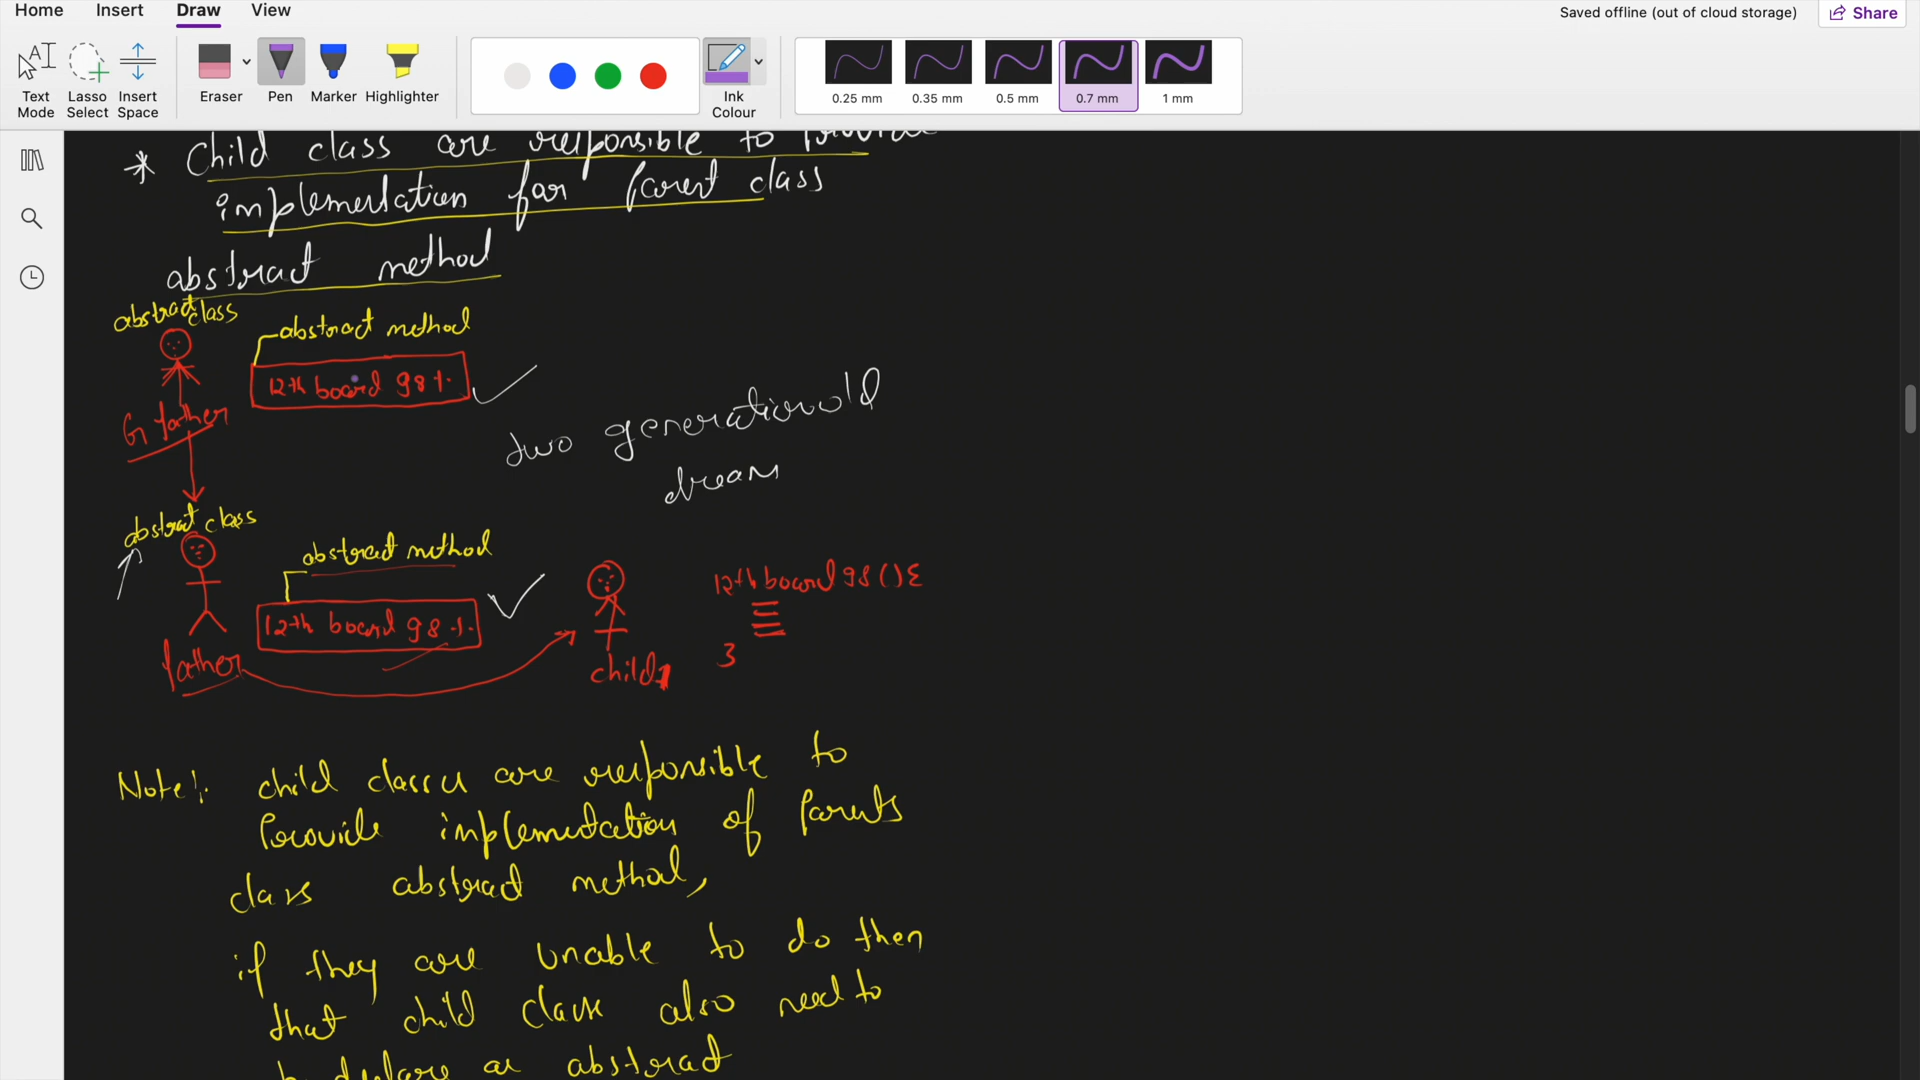 Home Insert Draw View
Saved offline (out of cloud storage) Share
Text Mode
Lasso Select
Insert Space
Eraser
Pen
Marker
Highlighter
Ink Colour
0.25 mm
0.35 mm
0.5 mm
0.7 mm
1 mm
* Child class are responsible to provide
implementation for parent class
abstract method
abstract class
abstract method
12th board 98%.
G father
two generation old
dream
abstract class
abstract method
12th board 98%.
father
child1
12th board 98 () {
}
Note:- child classes are responsible to
Provide implementation of Parents
class abstract method,
if they are unable to do then
that child class also need to
be declare as abstract